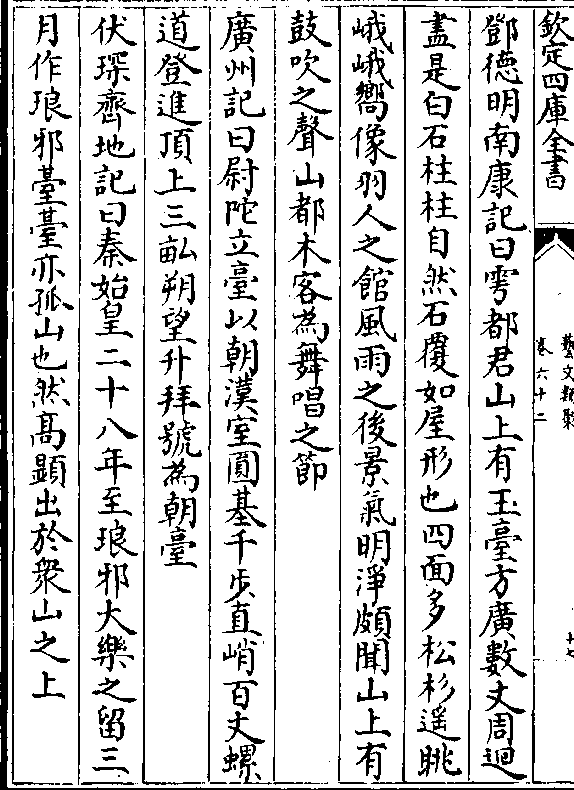 欽定四庫全書
藝文類聚
卷六十二
十七
鄧德明南康記曰雩都君山上有玉臺方廣數丈周迴
盡是白石柱柱自然石覆如屋形也四面多松杉遥眺
峨峨嚮像羽人之館風雨之後景氣明淨頗聞山上有
鼓吹之聲山都木客為舞唱之節
廣州記曰尉陀立臺以朝漢室圓基千步直峭百丈螺
道登進頂上三畝朔望升拜號為朝臺
伏琛齊地記曰秦始皇二十八年至琅邪大樂之留三
月作琅邪臺臺亦孤山也然髙顯出於衆山之上